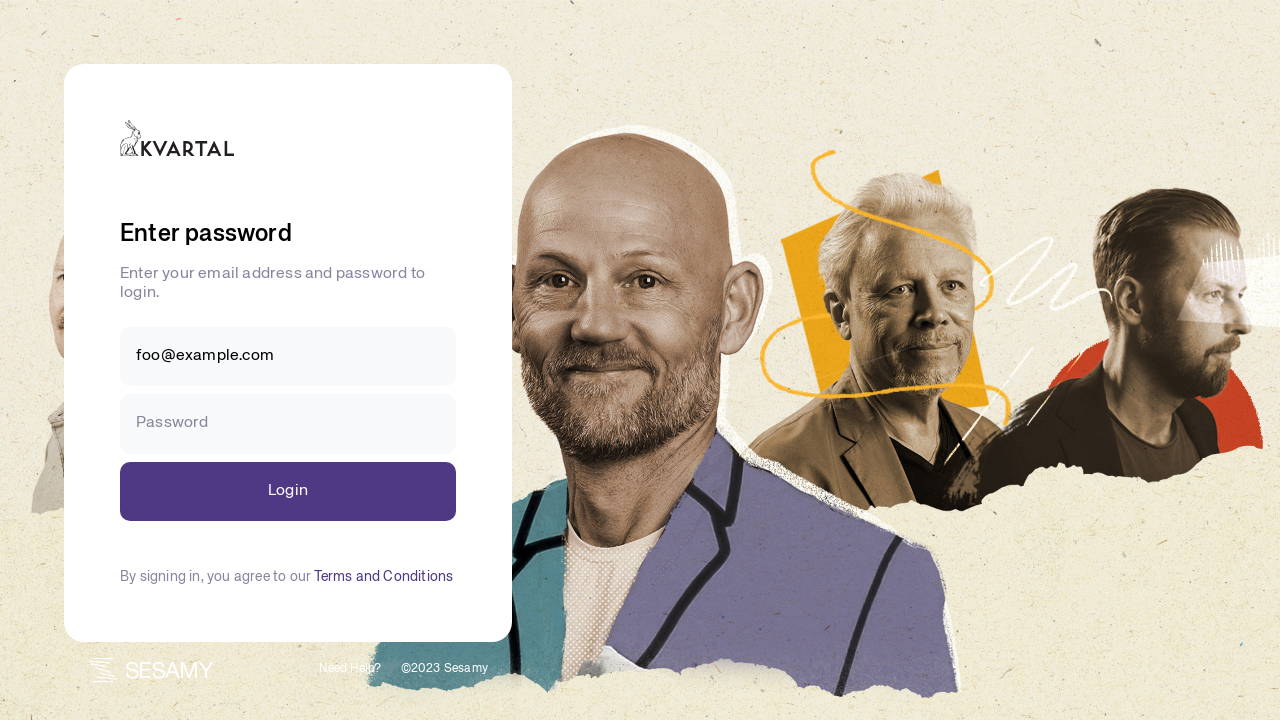 KVARTAL
Enter password
Enter your email address and password to
login.
foo@example.com
Password
Login
By signing in, you agree to our Terms and Conditions
SESAMY
Need Help?
©2023 Sesamy